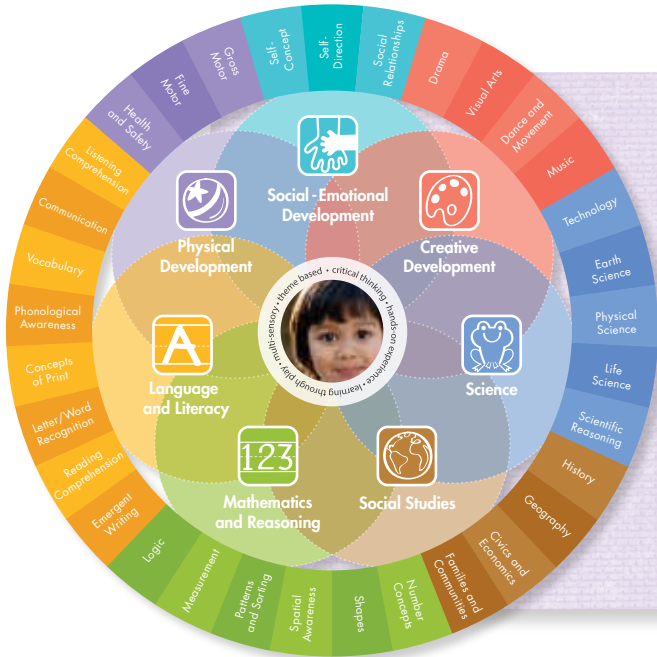 Self-
Concept
Self-
Direction
Social
Relationships
Drama
Visual Arts
Dance and
Movement
Music
Technology
Earth
Science
Physical
Science
Life
Science
Scientific
Reasoning
History
Geography
Civics and
Economics
Families and
Communities
Number
Concepts
Shapes
Spatial
Awareness
Patterns
and Sorting
Measurement
Logic
Emergent
Writing
Reading
Comprehension
Letter/Word
Recognition
Concepts
of Print
Phonological
Awareness
Vocabulary
Communication
Listening
Comprehension
Health
and Safety
Fine
Motor
Gross
Motor
Social-Emotional
Development
Creative
Development
Science
Social Studies
123
Mathematics
and Reasoning
A
Language
and Literacy
Physical
Development
theme based • critical thinking • hands-on experience • learning through play • multi-sensory •